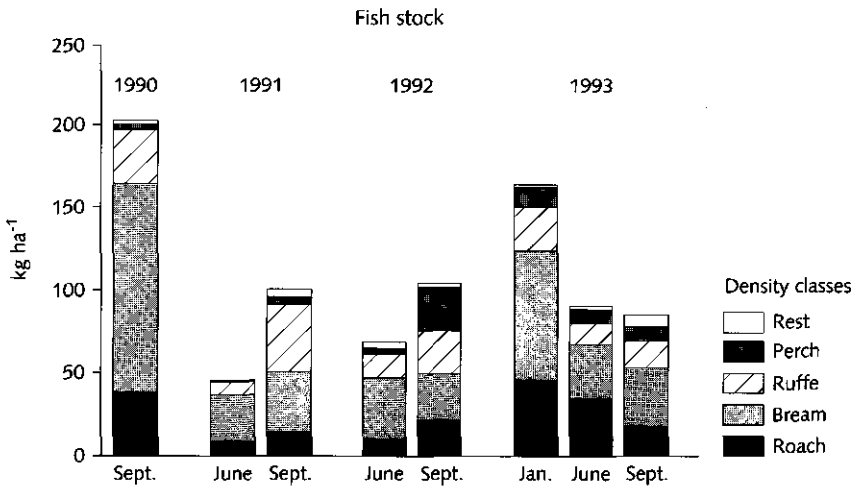 Fish stock
250
200
150
100
50
0
kg ha⁻¹
1990 1991 1992 1993
Sept. June Sept. June Sept. Jan. June Sept.
Density classes
Rest
Perch
Ruffe
Bream
Roach